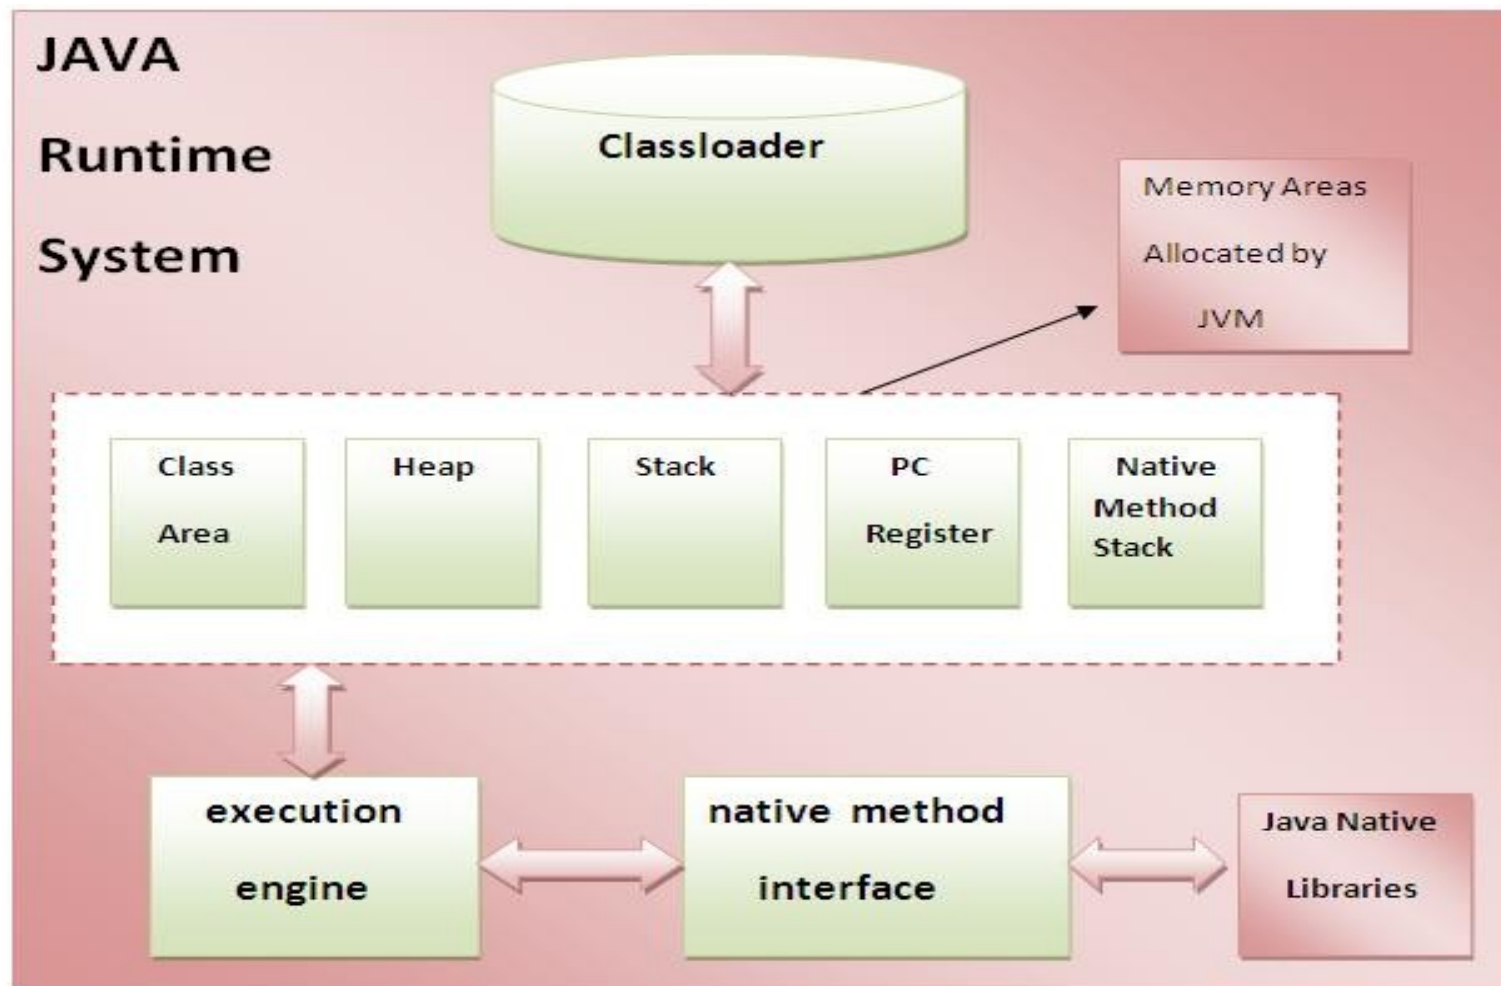 JAVA
Runtime
System
Classloader
Memory Areas
Allocated by
JVM
Class
Area
Heap
Stack
PC
Register
Native
Method
Stack
execution
engine
native method
interface
Java Native
Libraries